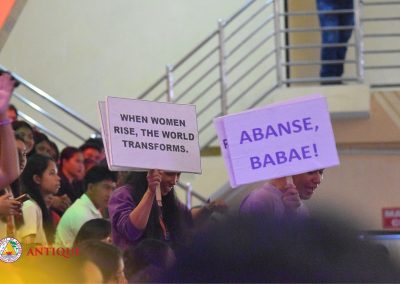 WHEN WOMEN
RISE, THE WORLD
TRANSFORMS.
ABANSE,
BABAE!
ANTIQUE